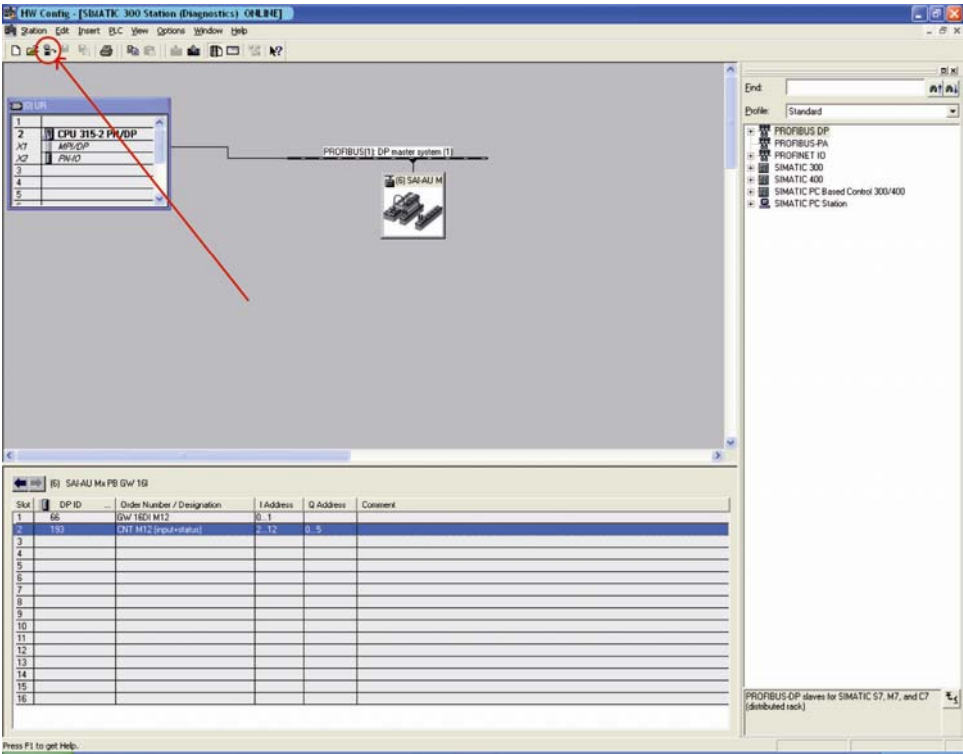 HW Config - [SIMATIC 300 Station (Diagnostics) ONLINE]
Station Edit Insert PLC View Options Window Help
(0) UR
1
2 CPU 315-2 PN/DP
X1 MPI/DP
X2 PN-IO
3
4
5
PROFIBUS(1): DP master system (1)
(6) SAI-AU M
Find:
Profile: Standard
PROFIBUS DP
PROFIBUS-PA
PROFINET IO
SIMATIC 300
SIMATIC 400
SIMATIC PC Based Control 300/400
SIMATIC PC Station
(6) SAI-AU Mx PB GW 16I
Slot DP ID ... Order Number / Designation I Address Q Address Comment
1 66 GW 16DI M12 0...1
2 193 CNT M12 (input+status) 2...12 0...5
3
4
5
6
7
8
9
10
11
12
13
14
15
16
PROFIBUS-DP slaves for SIMATIC S7, M7, and C7
(distributed rack)
Press F1 to get Help.